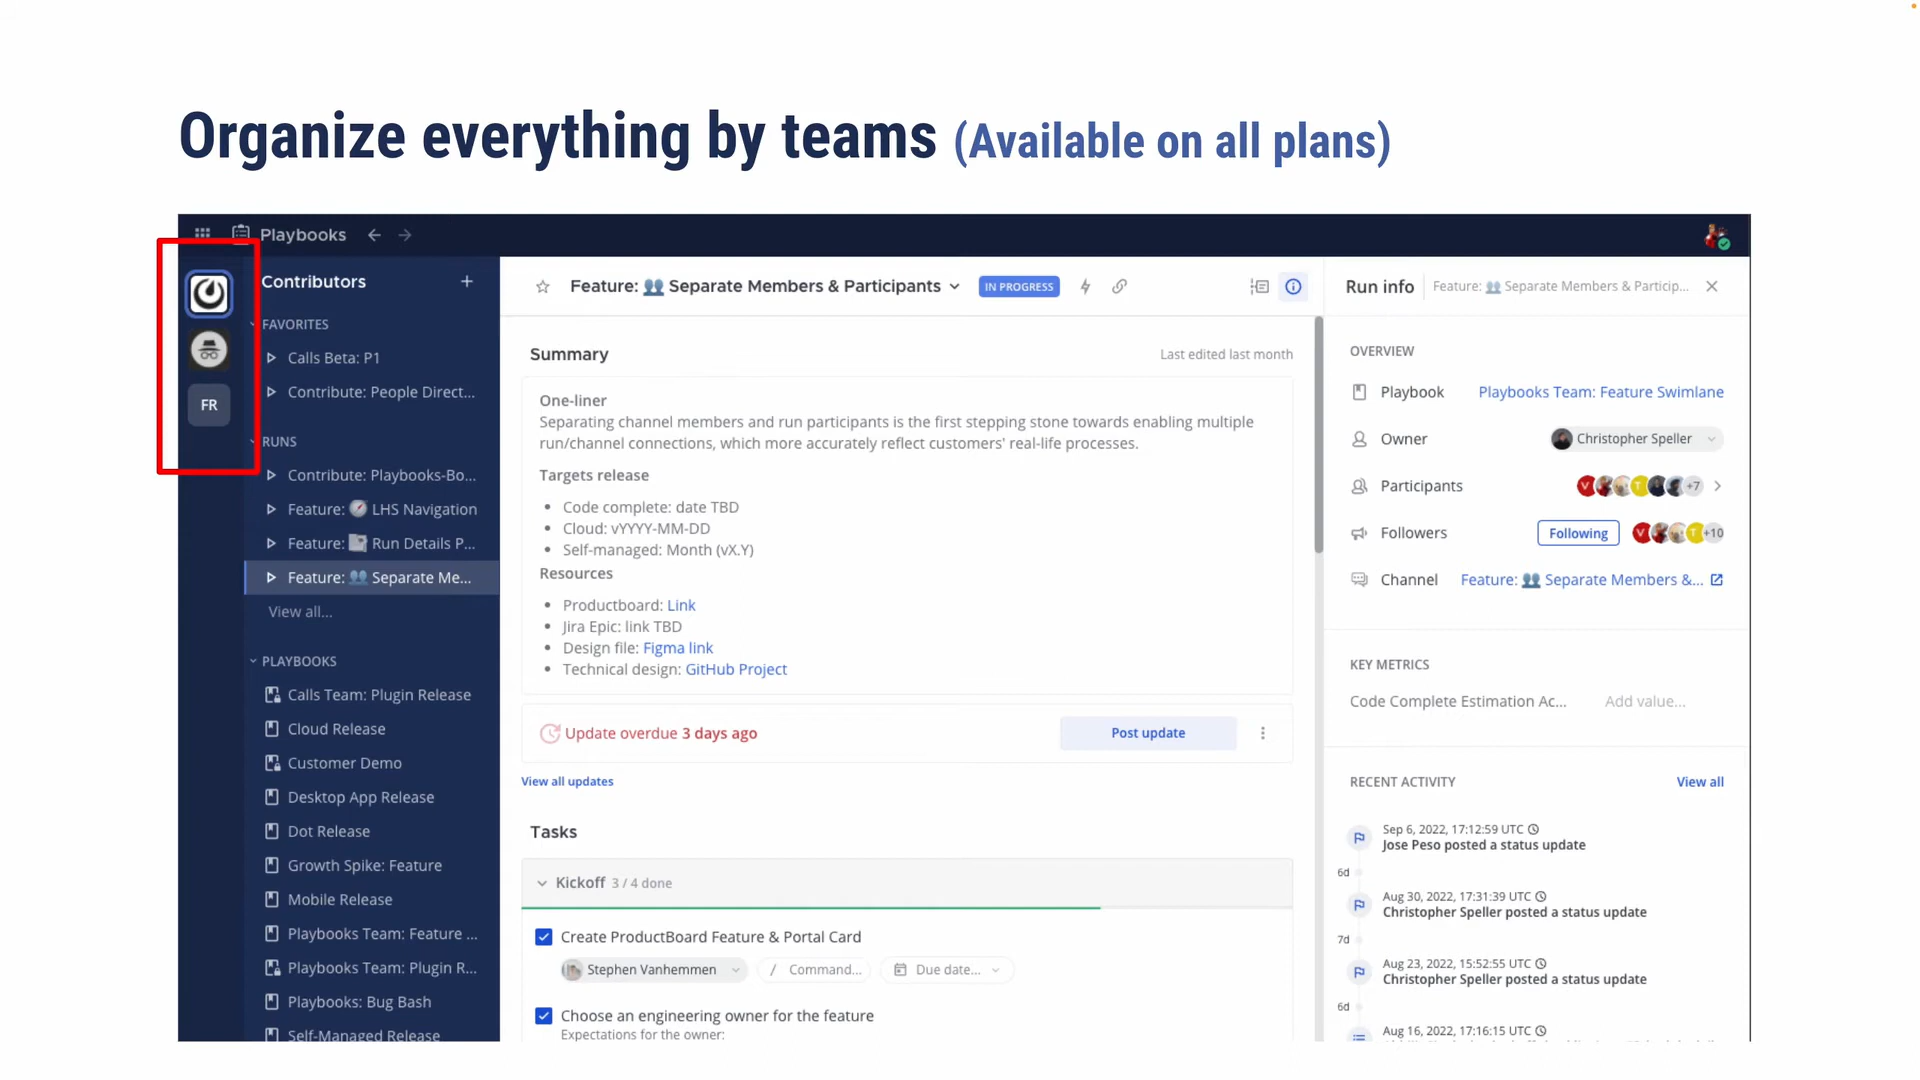 Organize everything by teams (Available on all plans)
Playbooks
Contributors
FAVORITES
Calls Beta: P1
Contribute: People Direct...
FR
RUNS
Contribute: Playbooks-Bo...
Feature: LHS Navigation
Feature: Run Details P...
Feature: Separate Me...
View all...
PLAYBOOKS
Calls Team: Plugin Release
Cloud Release
Customer Demo
Desktop App Release
Dot Release
Growth Spike: Feature
Mobile Release
Playbooks Team: Feature ...
Playbooks Team: Plugin R...
Playbooks: Bug Bash
Self-Managed Release
Feature: 👥 Separate Members & Participants
IN PROGRESS
Summary
Last edited last month
One-liner
Separating channel members and run participants is the first stepping stone towards enabling multiple
run/channel connections, which more accurately reflect customers' real-life processes.
Targets release
• Code complete: date TBD
• Cloud: vYYYY-MM-DD
• Self-managed: Month (vX.Y)
Resources
• Productboard: Link
• Jira Epic: link TBD
• Design file: Figma link
• Technical design: GitHub Project
Update overdue 3 days ago
Post update
View all updates
Tasks
Kickoff 3 / 4 done
Create ProductBoard Feature & Portal Card
Stephen Vanhemmen
/ Command...
Due date...
Choose an engineering owner for the feature
Expectations for the owner:
Run info
Feature: 👥 Separate Members & Particip...
OVERVIEW
Playbook
Playbooks Team: Feature Swimlane
Owner
Christopher Speller
Participants
V T +7
Followers
Following
V T +10
Channel
Feature: 👥 Separate Members &...
KEY METRICS
Code Complete Estimation Ac...
Add value...
RECENT ACTIVITY
View all
Sep 6, 2022, 17:12:59 UTC
Jose Peso posted a status update
6d
Aug 30, 2022, 17:31:39 UTC
Christopher Speller posted a status update
7d
Aug 23, 2022, 15:52:55 UTC
Christopher Speller posted a status update
6d
Aug 16, 2022, 17:16:15 UTC